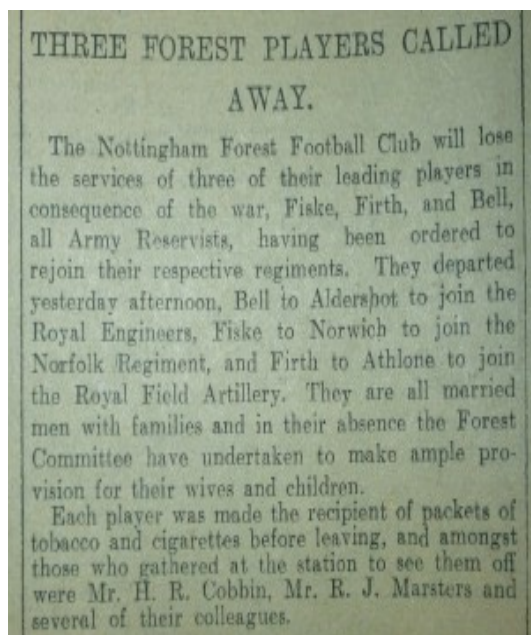 THREE FOREST PLAYERS CALLED
AWAY.
The Nottingham Forest Football Club will lose
the services of three of their leading players in
consequence of the war, Fiske, Firth, and Bell,
all Army Reservists, having been ordered to
rejoin their respective regiments. They departed
yesterday afternoon, Bell to Aldershot to join the
Royal Engineers, Fiske to Norwich to join the
Norfolk Regiment, and Firth to Athlone to join
the Royal Field Artillery. They are all married
men with families and in their absence the Forest
Committee have undertaken to make ample pro-
vision for their wives and children.
Each player was made the recipient of packets of
tobacco and cigarettes before leaving, and amongst
those who gathered at the station to see them off
were Mr. H. R. Cobbin, Mr. R. J. Marsters and
several of their colleagues.